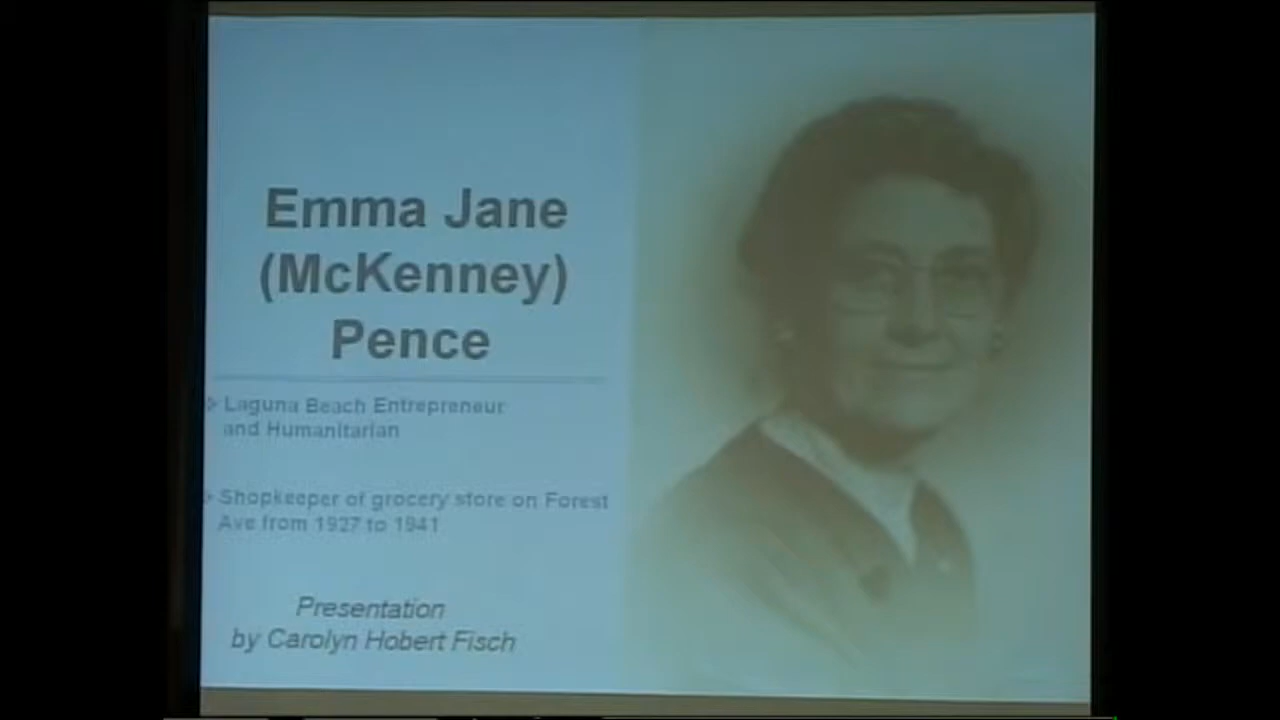 Emma Jane
(McKenney)
Pence
Laguna Beach Entrepreneur
and Humanitarian
Shopkeeper of grocery store on Forest
Ave from 1927 to 1941
Presentation
by Carolyn Hobert Fisch